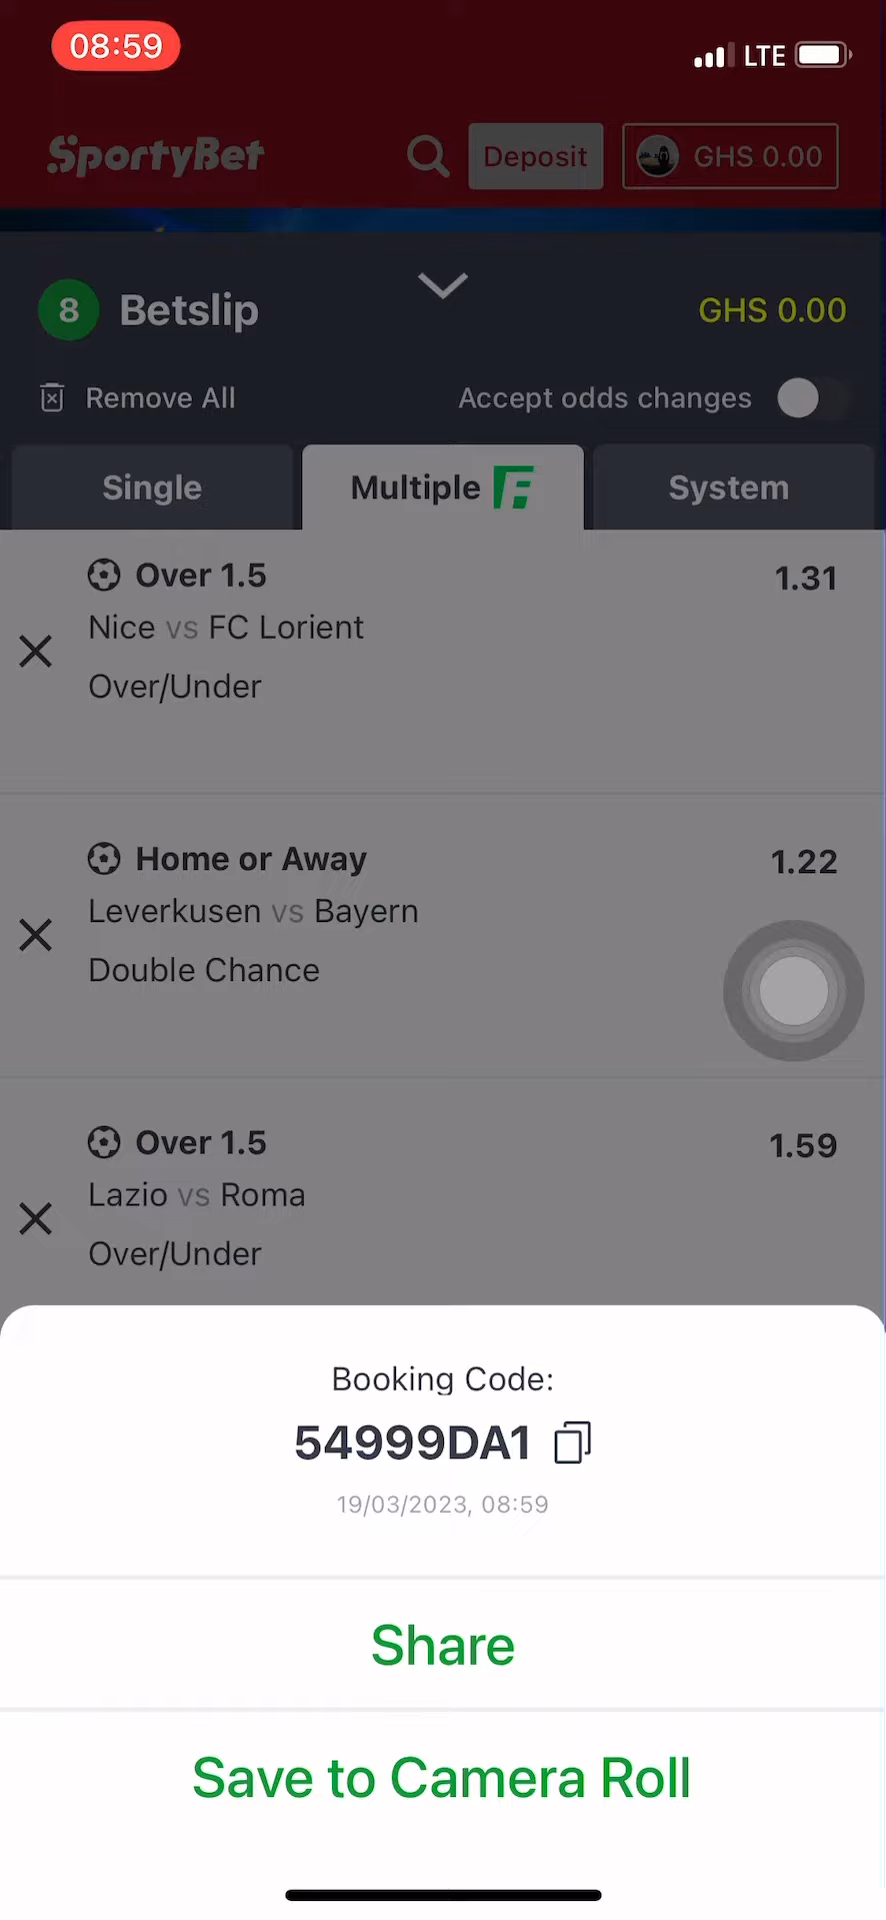 08:59
LTE
SportyBet
Deposit
GHS 0.00
8 Betslip
GHS 0.00
Remove All
Accept odds changes
Single
Multiple
System
Over 1.5
1.31
Nice vs FC Lorient
Over/Under
Home or Away
1.22
Leverkusen vs Bayern
Double Chance
Over 1.5
1.59
Lazio vs Roma
Over/Under
Booking Code:
54999DA1
19/03/2023, 08:59
Share
Save to Camera Roll